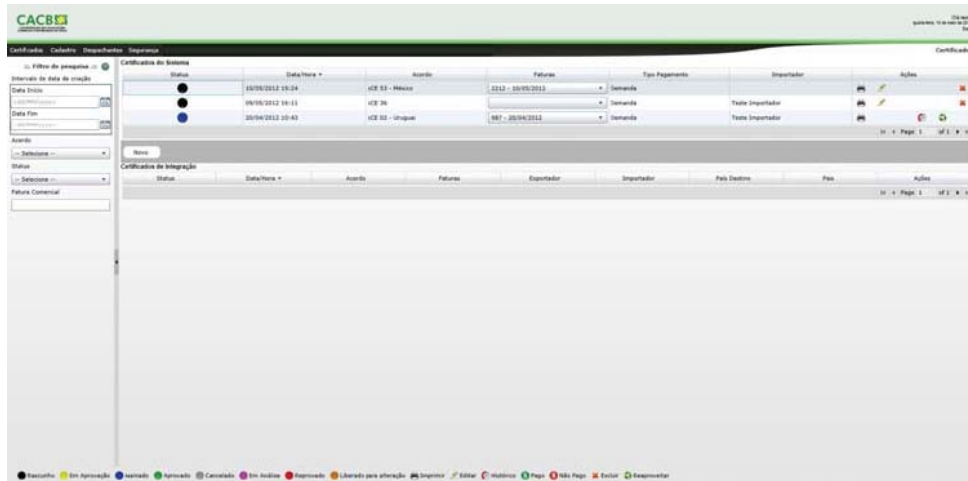 CACB
Certificados Cadastro Despachantes Segurança
Certificado
:: Filtro de pesquisa ::
Intervalo de data de criação
Data Início
Data Fim
Acordo
-- Selecione --
Status
-- Selecione --
Fatura Comercial
Certificados do Sistema
Status Data/Hora Acordo Faturas Tipo Pagamento Importador Ações
10/05/2012 19:24 ACE 53 - México 2212 - 10/05/2012 Demanda
09/05/2012 16:11 ACE 36 Demanda Teste Importador
20/04/2012 10:43 ACE 02 - Uruguai 987 - 20/04/2012 Demanda Teste Importador
Page 1 of 1
Novo
Certificados de Integração
Status Data/Hora Acordo Faturas Exportador Importador País Destino País Ações
Page 1 of 1
Rascunho Em Aprovação Assinado Aprovado Cancelado Em Análise Reprovado Liberado para alteração Imprimir Editar Histórico Pago Não Pago Excluir Reaproveitar